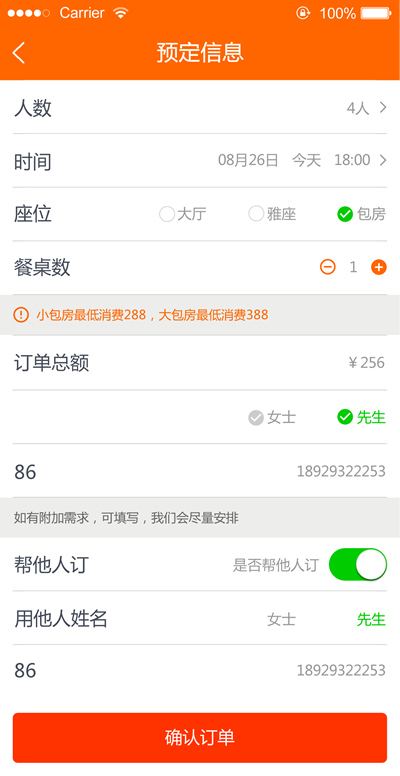 Carrier 100%
预定信息
人数 4人
时间 08月26日 今天 18:00
座位 大厅 雅座 包房
餐桌数 1
小包房最低消费288，大包房最低消费388
订单总额 ￥256
女士 先生
86 18929322253
如有附加需求，可填写，我们会尽量安排
帮他人订 是否帮他人订
用他人姓名 女士 先生
86 18929322253
确认订单